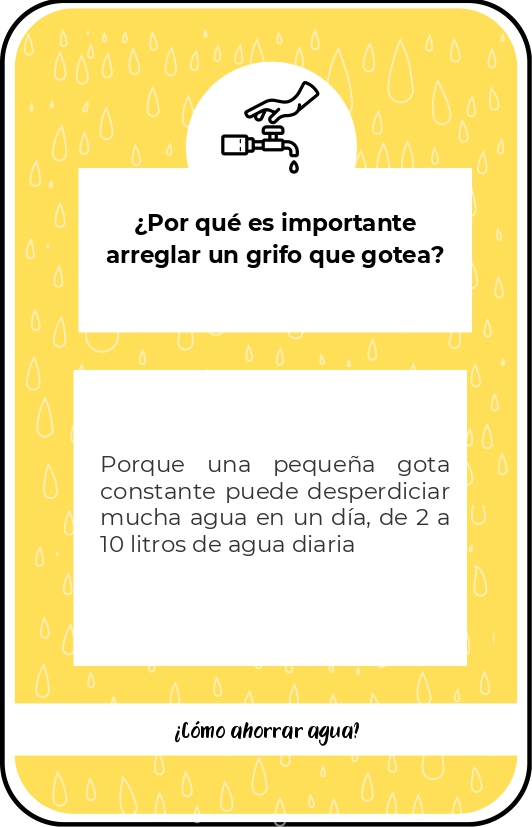 ¿Por qué es importante
arreglar un grifo que gotea?
Porque una pequeña gota
constante puede desperdiciar
mucha agua en un día, de 2 a
10 litros de agua diaria
¿Cómo ahorrar agua?